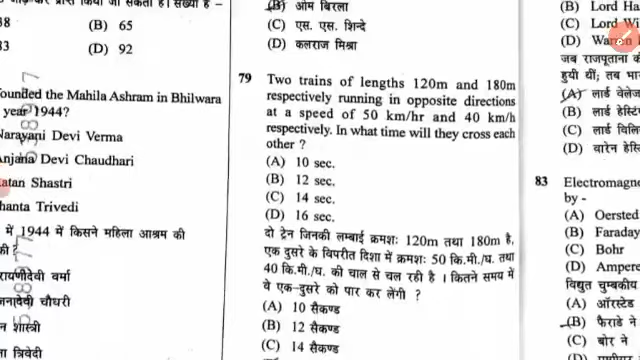 38 (B) 65
33 (D) 92
ounded the Mahila Ashram in Bhilwara
year 1944?
Narayani Devi Verma
Anjana Devi Chaudhari
Ratan Shastri
hanta Trivedi
में 1944 में किसने महिला आश्रम की
की ?
रायणीदेवी वर्मा
जनादेवी चौधरी
न शास्त्री
ता त्रिवेदी
(B) ओम बिरला
(C) एस. एस. शिन्दे
(D) कलराज मिश्रा
79 Two trains of lengths 120m and 180m
respectively running in opposite directions
at a speed of 50 km/hr and 40 km/h
respectively. In what time will they cross each
other ?
(A) 10 sec.
(B) 12 sec.
(C) 14 sec.
(D) 16 sec.
दो ट्रेन जिनकी लम्बाई क्रमशः 120m तथा 180m है,
एक दुसरे के विपरीत दिशा में क्रमशः 50 कि.मी./घ. तथा
40 कि.मी./घ. की चाल से चल रही है । कितने समय में
वे एक-दुसरे को पार कर लेंगी ?
(A) 10 सैकण्ड
(B) 12 सैकण्ड
(C) 14 सैकण्ड
(B) Lord Ha
(C) Lord Wi
(D) Warren
जब राजपूताना की
हुयी थीं; तब भा
(A) लार्ड वेलेज
(B) लार्ड हेस्टिं
(C) लार्ड विलि
(D) वारेन हेस्टि
83 Electromagne
by -
(A) Oersted
(B) Faraday
(C) Bohr
(D) Ampere
विद्युत चुम्बकीय
(A) ऑरस्टेड
(B) फैराडे ने
(C) बोर ने